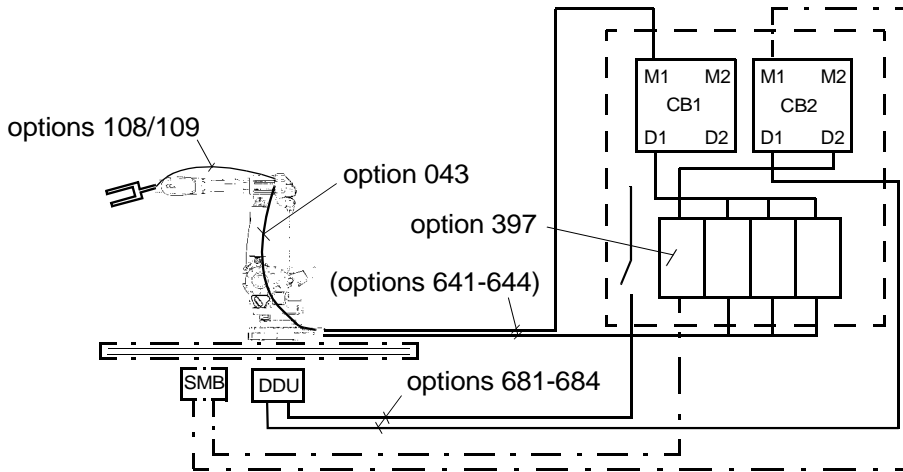 M1 M2 M1 M2
CB1 CB2
D1 D2 D1 D2
options 108/109
option 043
option 397
(options 641-644)
SMB DDU options 681-684